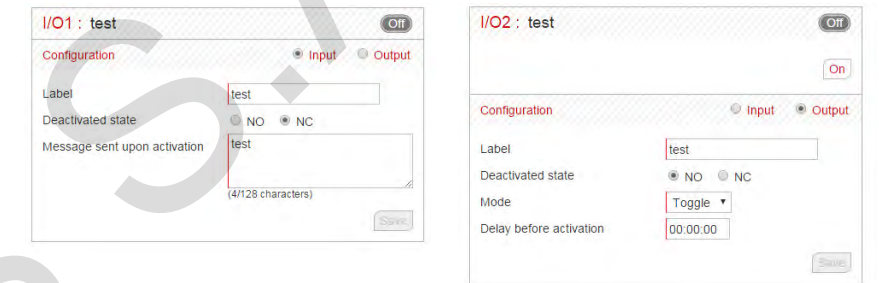 I/O1 : test Off
Configuration Input Output
Label test
Deactivated state NO NC
Message sent upon activation test
(4/128 characters)
Save
I/O2 : test Off
On
Configuration Input Output
Label test
Deactivated state NO NC
Mode Toggle
Delay before activation 00:00:00
Save